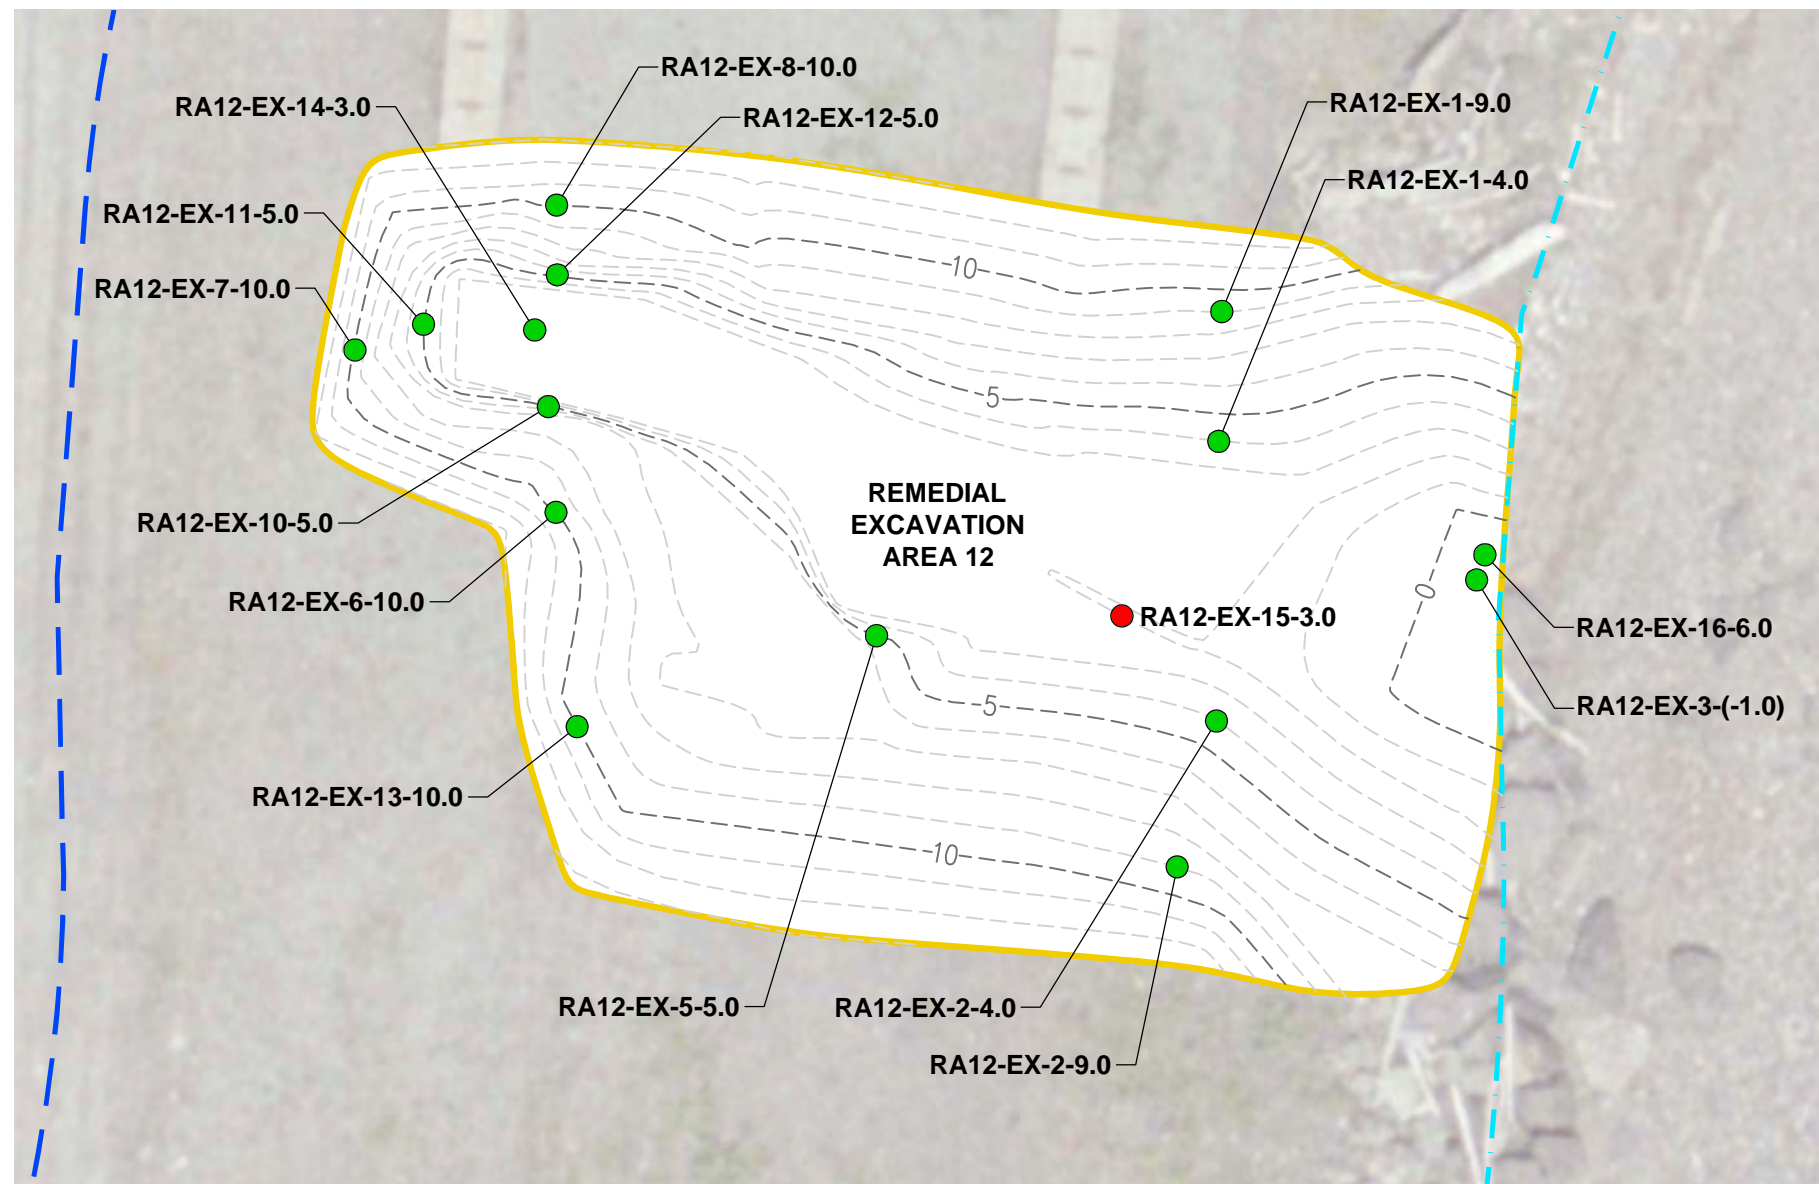 RA12-EX-8-10.0
RA12-EX-14-3.0
RA12-EX-12-5.0
RA12-EX-1-9.0
RA12-EX-1-4.0
RA12-EX-11-5.0
10
RA12-EX-7-10.0
5
REMEDIAL
EXCAVATION
AREA 12
RA12-EX-10-5.0
0
RA12-EX-6-10.0
RA12-EX-15-3.0
RA12-EX-16-6.0
5
RA12-EX-3-(-1.0)
RA12-EX-13-10.0
10
RA12-EX-5-5.0
RA12-EX-2-4.0
RA12-EX-2-9.0